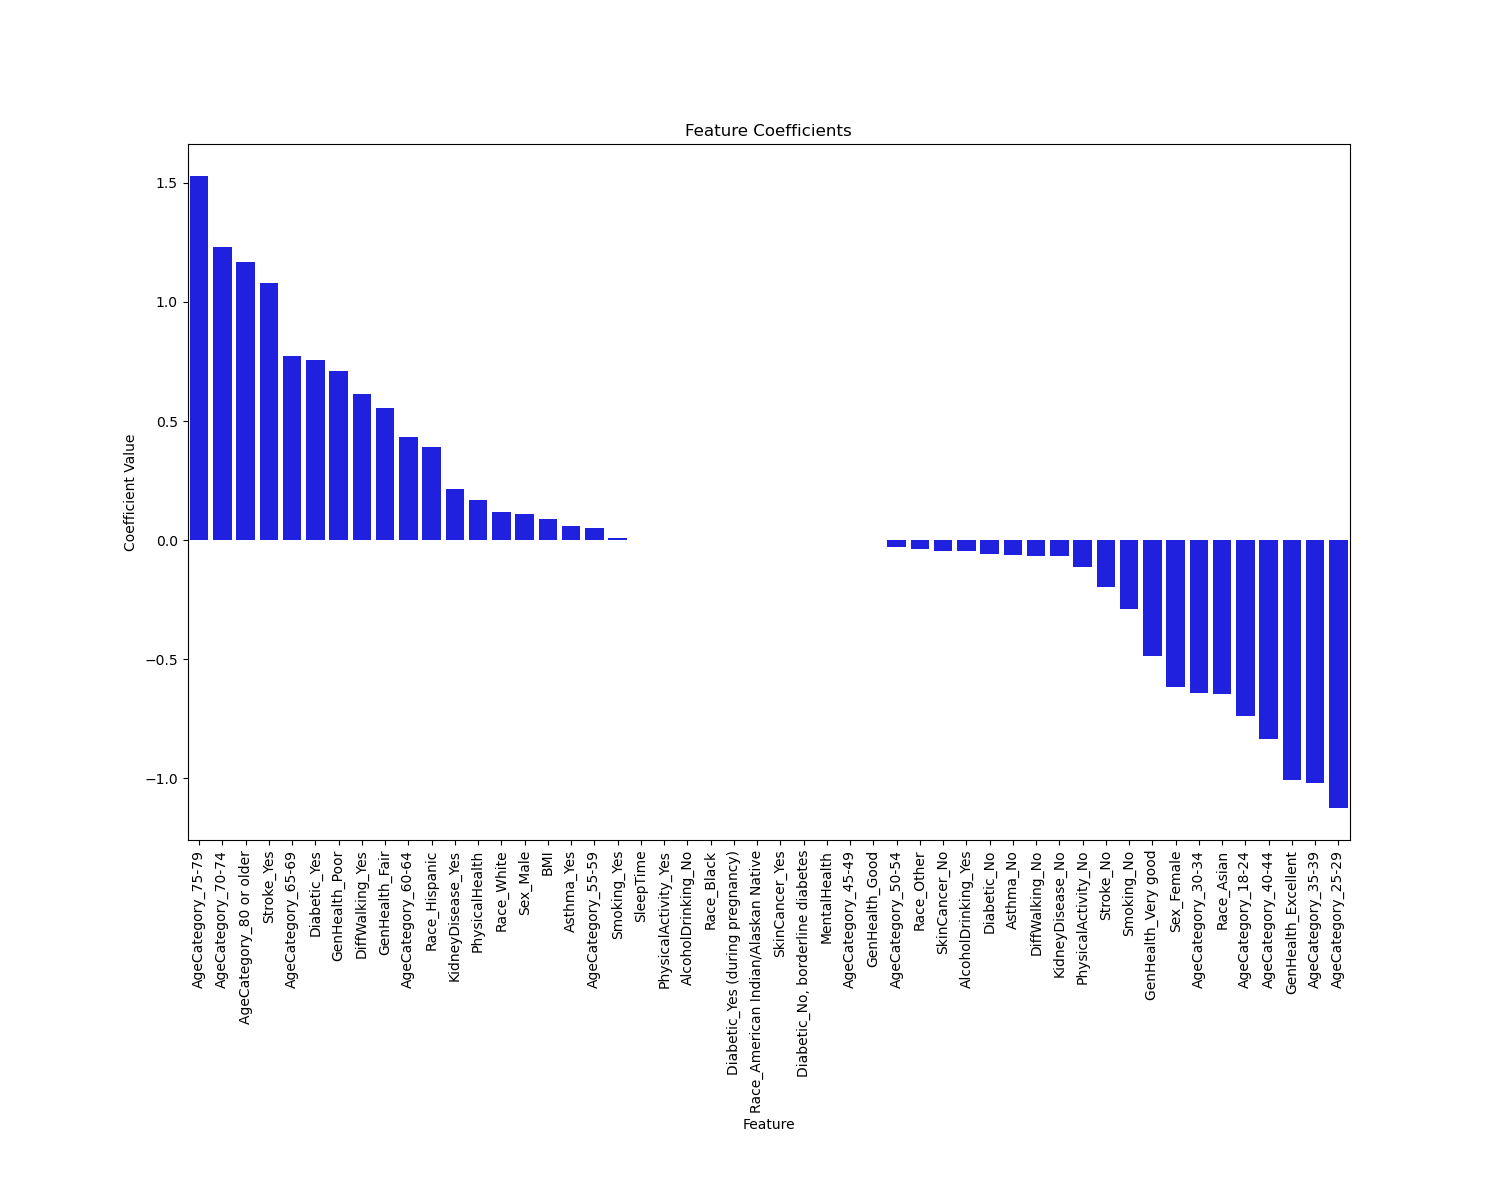 Feature Coefficients
Coefficient Value
1.5
1.0
0.5
0.0
−0.5
−1.0
AgeCategory_75-79
AgeCategory_70-74
AgeCategory_80 or older
Stroke_Yes
AgeCategory_65-69
Diabetic_Yes
GenHealth_Poor
DiffWalking_Yes
GenHealth_Fair
AgeCategory_60-64
Race_Hispanic
KidneyDisease_Yes
PhysicalHealth
Race_White
Sex_Male
BMI
Asthma_Yes
AgeCategory_55-59
Smoking_Yes
SleepTime
PhysicalActivity_Yes
AlcoholDrinking_No
Race_Black
Diabetic_Yes (during pregnancy)
Race_American Indian/Alaskan Native
SkinCancer_Yes
Diabetic_No, borderline diabetes
MentalHealth
AgeCategory_45-49
GenHealth_Good
AgeCategory_50-54
Race_Other
SkinCancer_No
AlcoholDrinking_Yes
Diabetic_No
Asthma_No
DiffWalking_No
KidneyDisease_No
PhysicalActivity_No
Stroke_No
Smoking_No
GenHealth_Very good
Sex_Female
AgeCategory_30-34
Race_Asian
AgeCategory_18-24
AgeCategory_40-44
GenHealth_Excellent
AgeCategory_35-39
AgeCategory_25-29
Feature